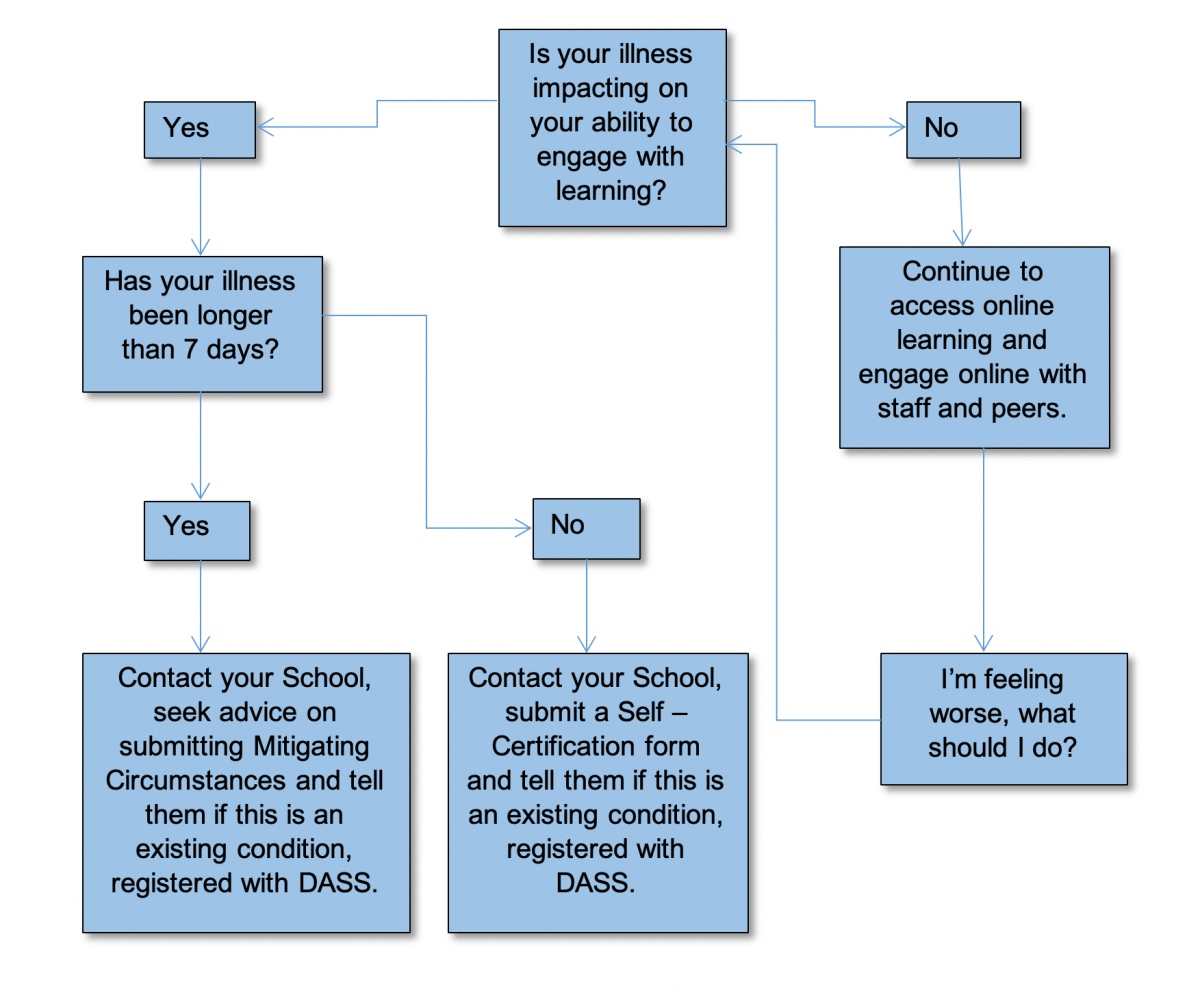 Is your illness
impacting on
your ability to
engage with
learning?
Yes
No
Has your illness
been longer
than 7 days?
Continue to
access online
learning and
engage online with
staff and peers.
Yes
No
Contact your School,
seek advice on
submitting Mitigating
Circumstances and tell
them if this is an
existing condition,
registered with DASS.
Contact your School,
submit a Self –
Certification form
and tell them if this is
an existing condition,
registered with
DASS.
I’m feeling
worse, what
should I do?